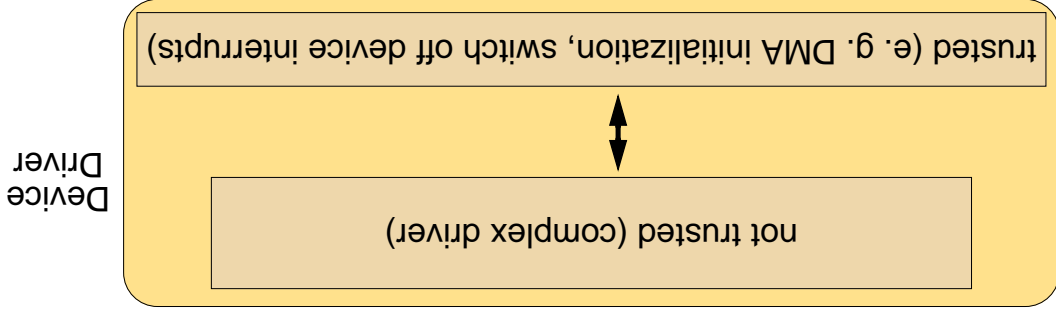 Device
Driver
not trusted (complex driver)
trusted (e. g. DMA initialization, switch off device interrupts)